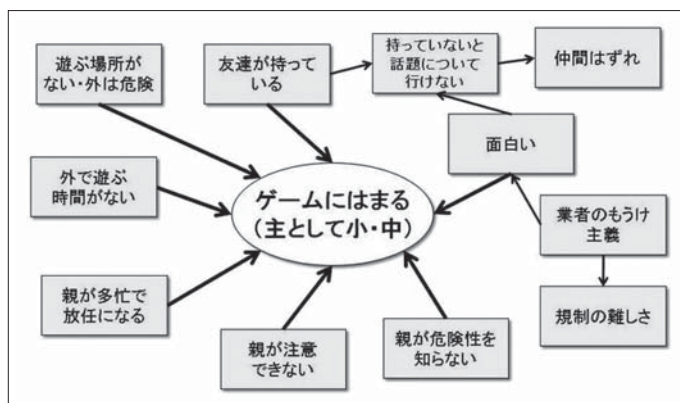 遊ぶ場所が
ない・外は危険
友達が持って
いる
持っていないと
話題について
行けない
仲間はずれ
面白い
外で遊ぶ
時間がない
ゲームにはまる
(主として小・中)
業者のもうけ
主義
親が多忙で
放任になる
親が注意
できない
親が危険性を
知らない
規制の難しさ